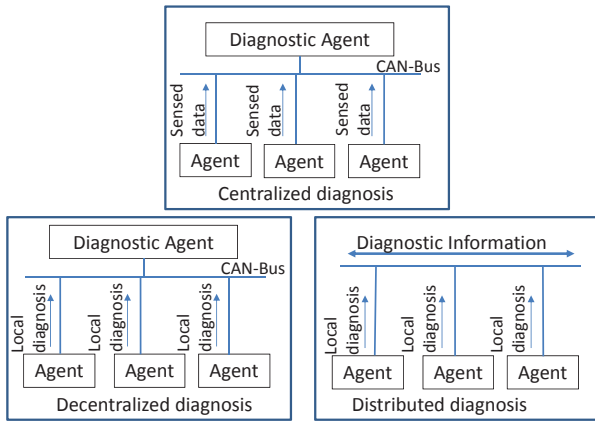 Diagnostic Agent
CAN-Bus
Sensed
data
Sensed
data
Sensed
data
Agent
Agent
Agent
Centralized diagnosis
Diagnostic Agent
CAN-Bus
Local
diagnosis
Local
diagnosis
Local
diagnosis
Agent
Agent
Agent
Decentralized diagnosis
Diagnostic Information
Local
diagnosis
Local
diagnosis
Local
diagnosis
Agent
Agent
Agent
Distributed diagnosis